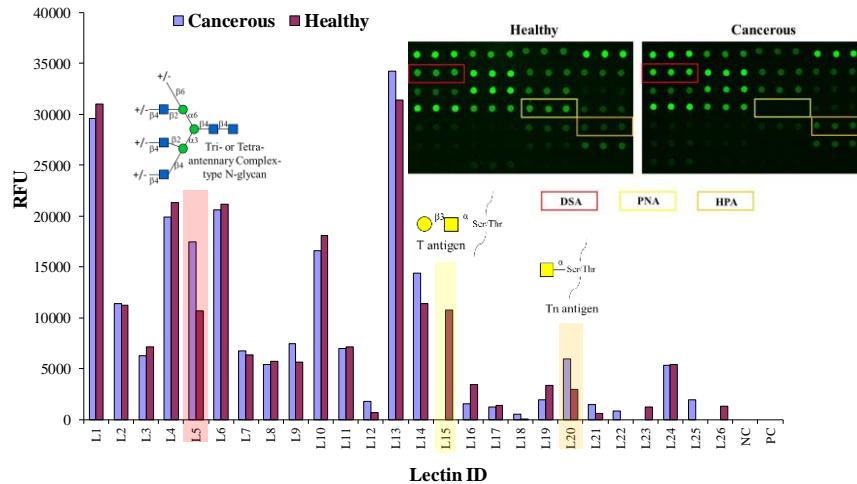 Cancerous Healthy
Healthy Cancerous
40000
35000
30000
25000
20000
15000
10000
5000
0
RFU
+/-
β6
+/-
β4 β2 α6
β4 β4
+/-
β4 β2 α3
+/-
β4 β4
Tri- or Tetra-
antennary Complex-
type N-glycan
DSA PNA HPA
β3 α Ser/Thr
T antigen
α Ser/Thr
Tn antigen
L1 L2 L3 L4 L5 L6 L7 L8 L9 L10 L11 L12 L13 L14 L15 L16 L17 L18 L19 L20 L21 L22 L23 L24 L25 L26 NC PC
Lectin ID